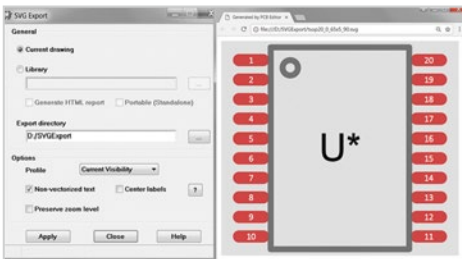 SVG Export
General
Current drawing
Library
...
Generate HTML report Portable (Standalone)
Export directory
D:/SVGExport
...
Options
Profile Current Visibility
Non-vectorized text Center labels ?
Preserve zoom level
Apply Close Help
Generated by PCB Editor
1 20
2 19
3 18
4 17
5 16
6 15
7 14
8 13
9 12
10 11
U*